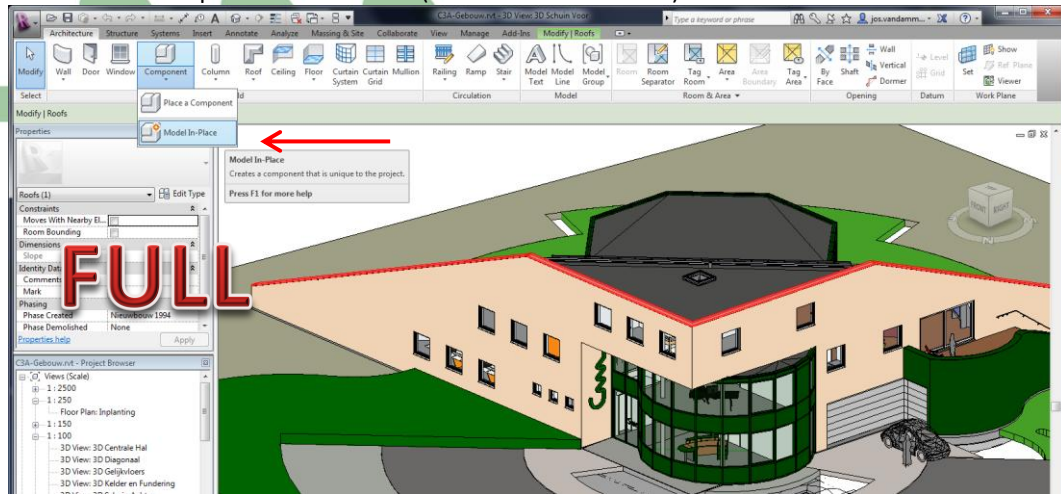 C3A-Gebouw.rvt - 3D View: 3D Schuin Voor
Type a keyword or phrase
jos.vandamm...
Architecture Structure Systems Insert Annotate Analyze Massing & Site Collaborate View Manage Add-Ins Modify | Roofs
Modify Wall Door Window Component Column Roof Ceiling Floor Curtain System Curtain Grid Mullion Railing Ramp Stair Model Text Model Line Model Group Room Room Separator Tag Room Area Area Boundary Tag Area By Face Shaft Wall Vertical Dormer Level Grid Set Show Ref Plane Viewer
Select Circulation Model Room & Area Opening Datum Work Plane
Place a Component
Modify | Roofs
Model In-Place
Properties
Model In-Place
Creates a component that is unique to the project.
Press F1 for more help
Roofs (1) Edit Type
Constraints
Moves With Nearby El...
Room Bounding
Dimensions
Slope
Identity Data
Comments
Mark
FULL
Phasing
Phase Created Nieuwbouw 1994
Phase Demolished None
Properties help Apply
FRONT RIGHT
N
C3A-Gebouw.rvt - Project Browser
Views (Scale)
1 : 2500
1 : 250
Floor Plan: Inplanting
1 : 150
1 : 100
3D View: 3D Centrale Hal
3D View: 3D Diagonaal
3D View: 3D Gelijkvloers
3D View: 3D Kelder en Fundering